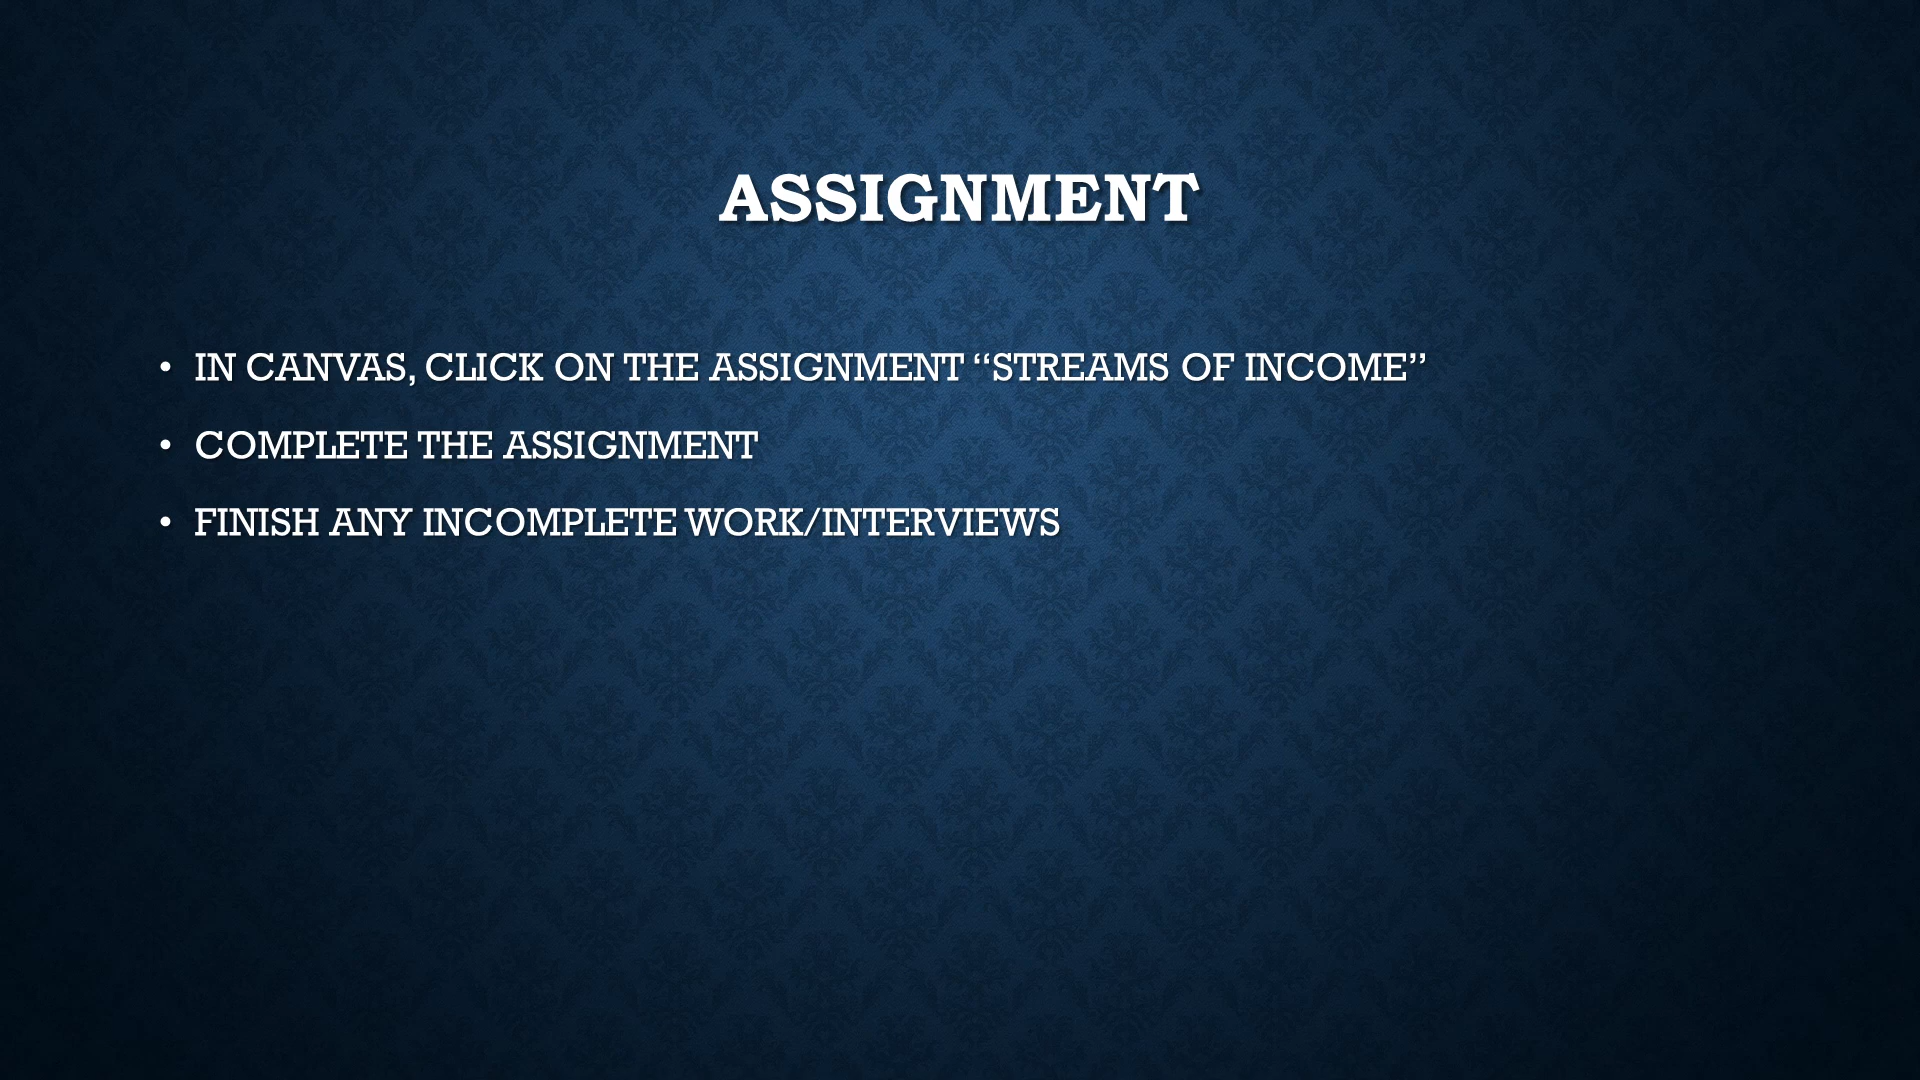 ASSIGNMENT
• IN CANVAS, CLICK ON THE ASSIGNMENT “STREAMS OF INCOME”
• COMPLETE THE ASSIGNMENT
• FINISH ANY INCOMPLETE WORK/INTERVIEWS